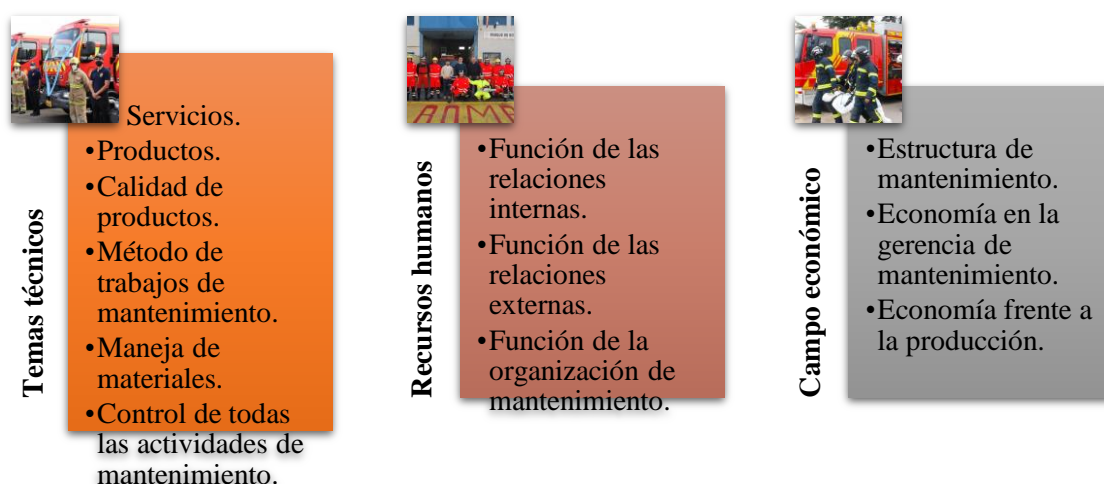 Temas técnicos
Servicios.
•Productos.
•Calidad de
productos.
•Método de
trabajos de
mantenimiento.
•Maneja de
materiales.
•Control de todas
las actividades de
mantenimiento.
Recursos humanos
•Función de las
relaciones
internas.
•Función de las
relaciones
externas.
•Función de la
organización de
mantenimiento.
Campo económico
•Estructura de
mantenimiento.
•Economía en la
gerencia de
mantenimiento.
•Economía frente a
la producción.